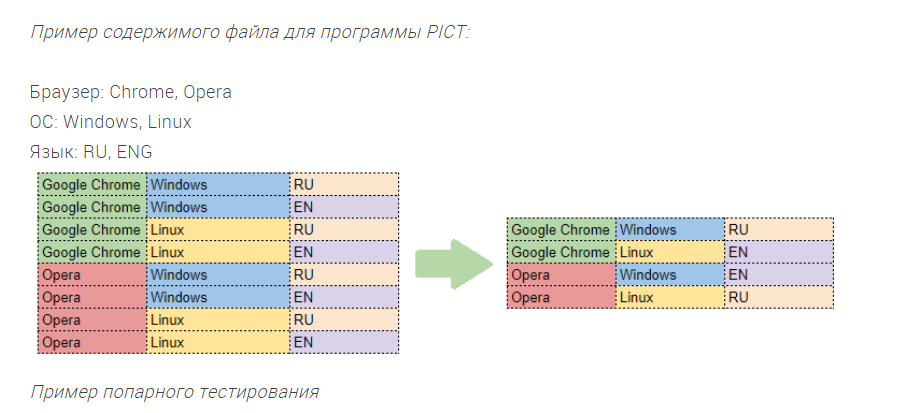 Пример содержимого файла для программы PICT:
Браузер: Chrome, Opera
ОС: Windows, Linux
Язык: RU, ENG
Google Chrome Windows RU
Google Chrome Windows EN
Google Chrome Linux RU
Google Chrome Linux EN
Opera Windows RU
Opera Windows EN
Opera Linux RU
Opera Linux EN
Google Chrome Windows RU
Google Chrome Linux EN
Opera Windows EN
Opera Linux RU
Пример попарного тестирования